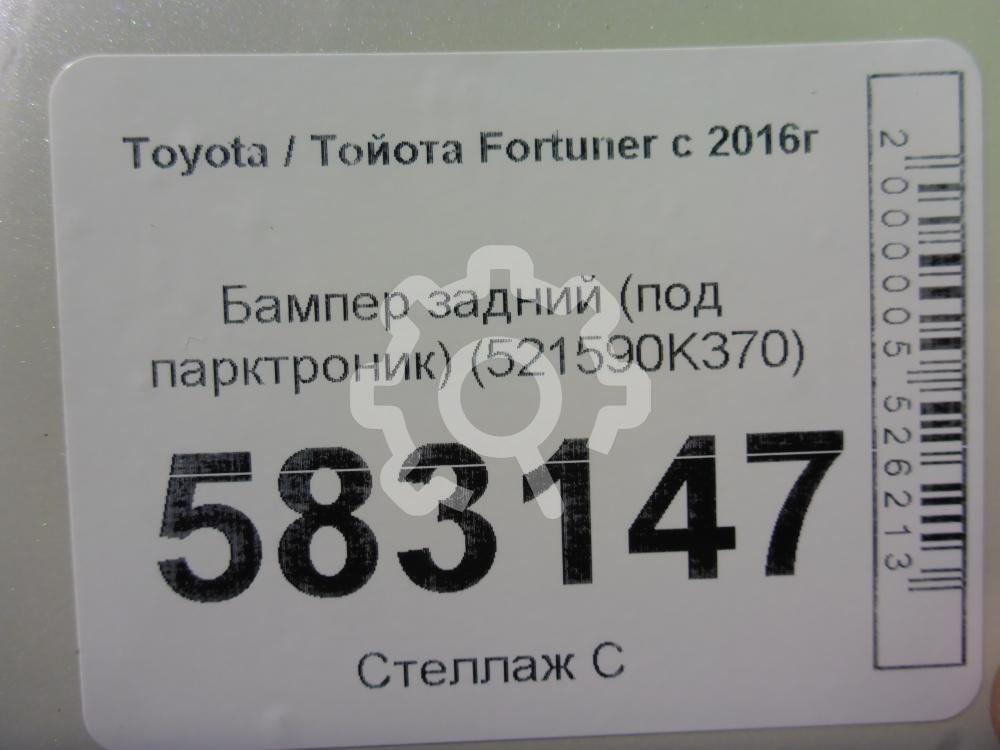 Toyota / Тойота Fortuner с 2016г
Бампер задний (под
парктроник) (521590K370)
583147
Стеллаж С
2000005526213